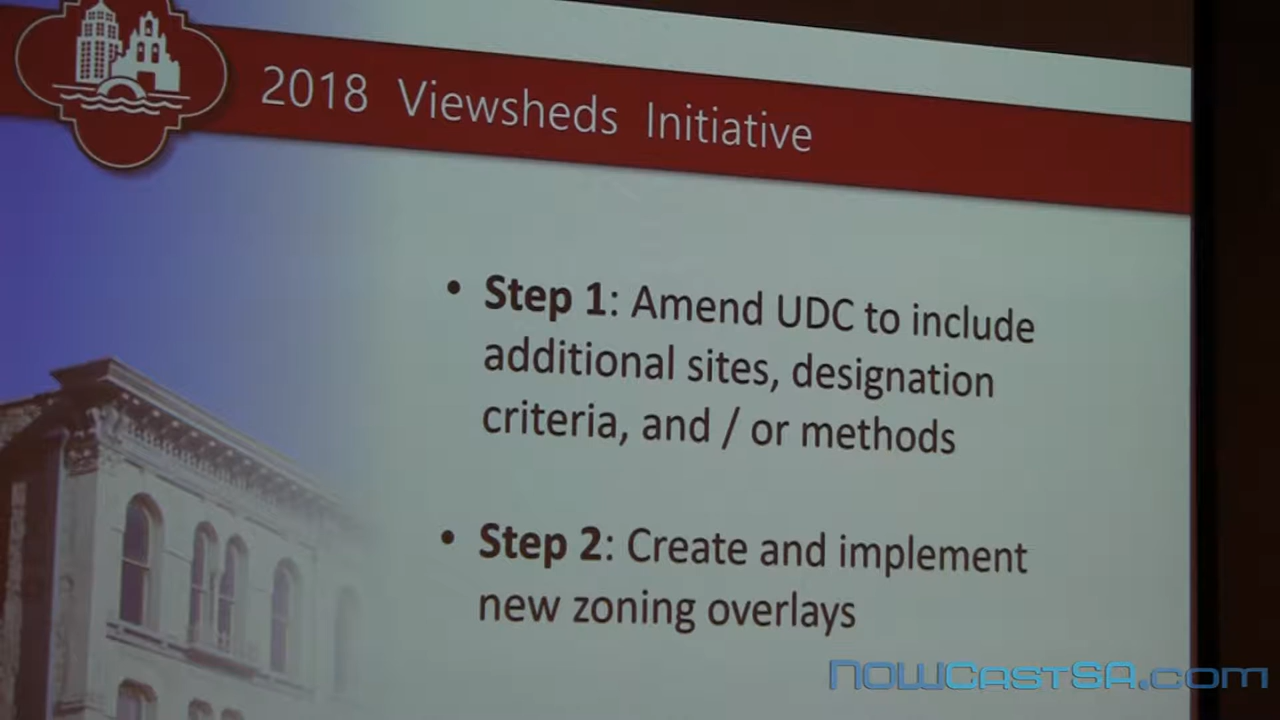 2018 Viewsheds Initiative
• Step 1: Amend UDC to include
additional sites, designation
criteria, and / or methods
• Step 2: Create and implement
new zoning overlays
NOWCastSA.com